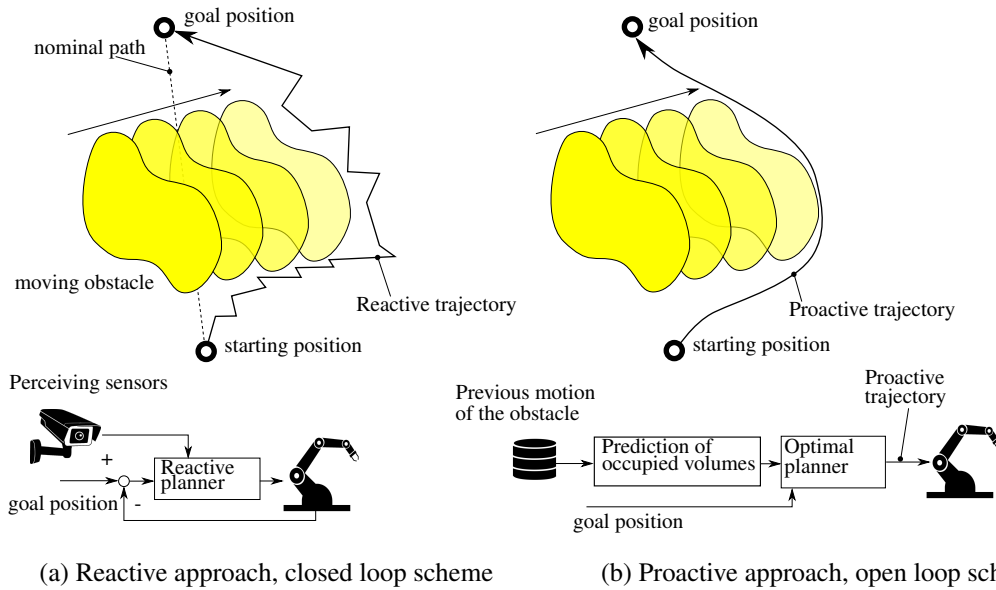 goal position
nominal path
moving obstacle
Reactive trajectory
starting position
Perceiving sensors
+
Reactive
planner
goal position
-
(a) Reactive approach, closed loop scheme
goal position
Proactive trajectory
starting position
Previous motion
of the obstacle
Prediction of
occupied volumes
Optimal
planner
Proactive
trajectory
goal position
(b) Proactive approach, open loop sch